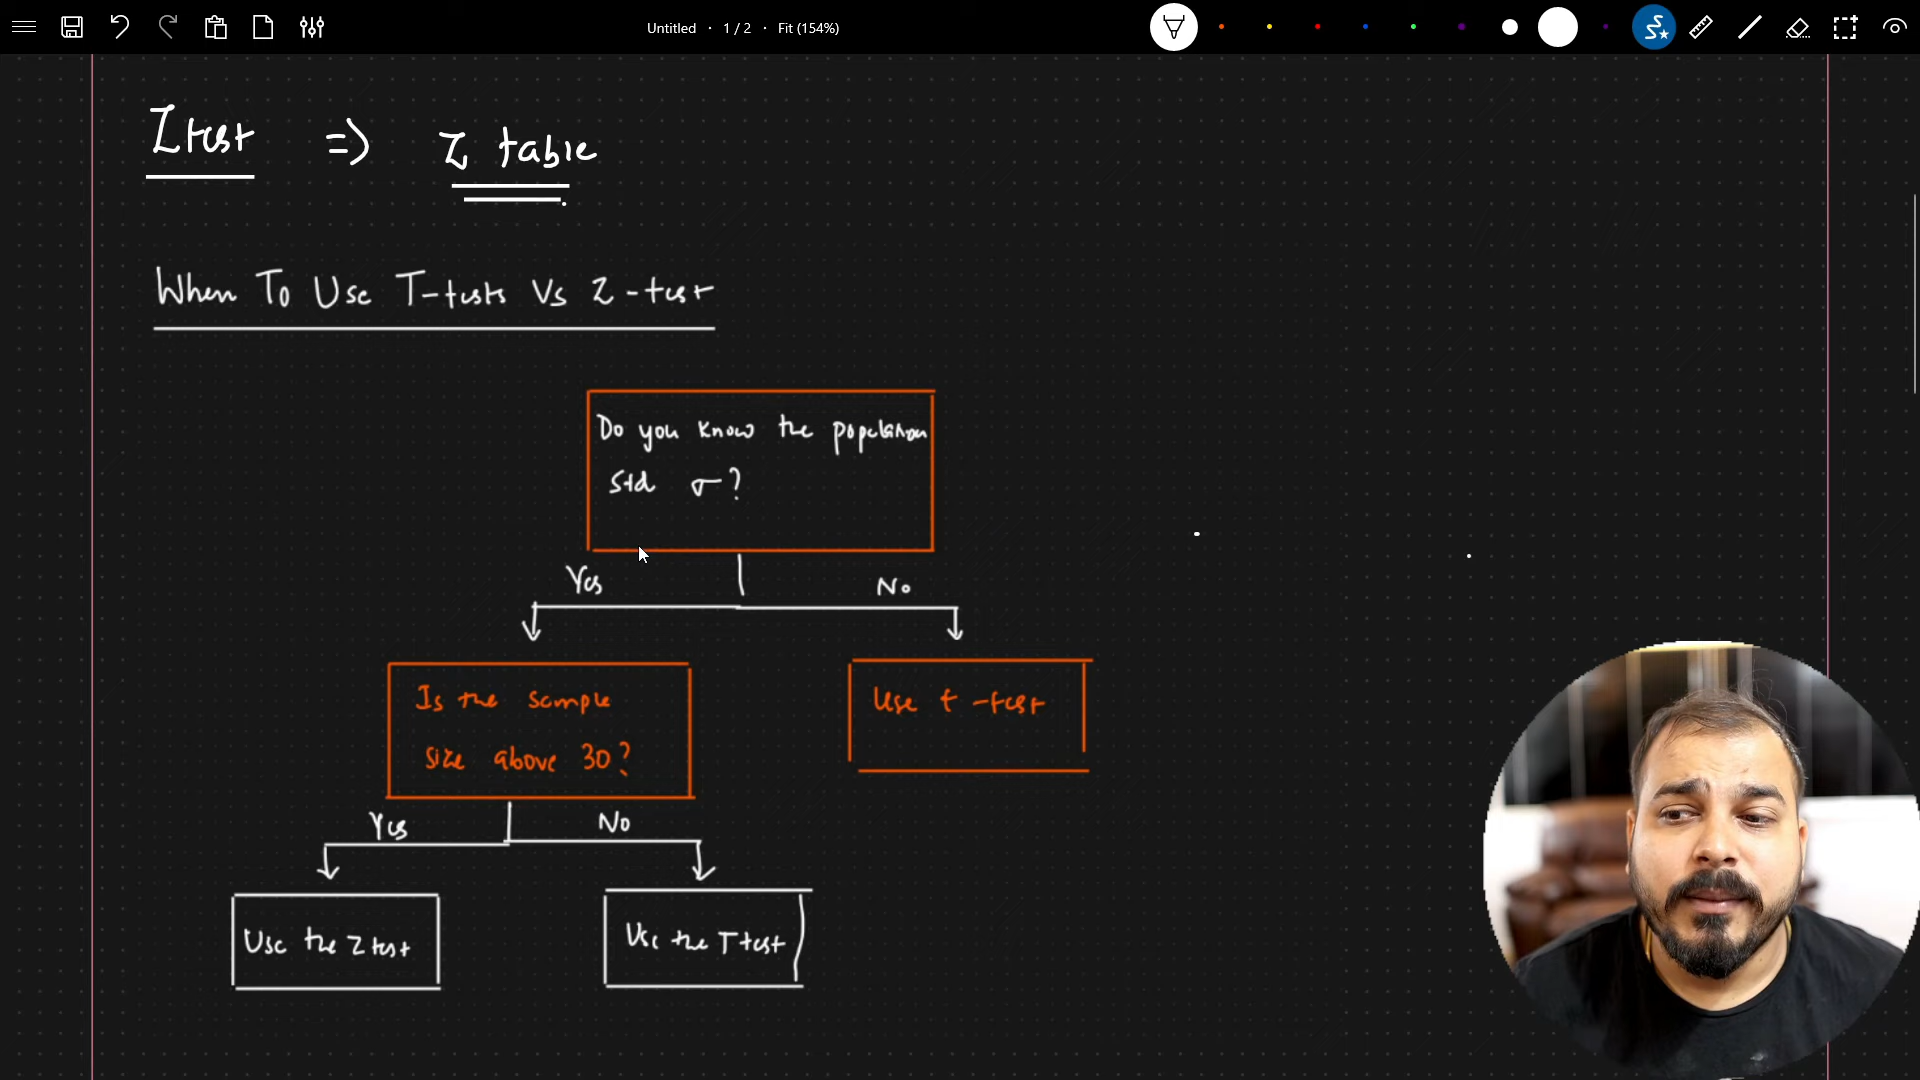 Untitled · 1 / 2 · Fit (154%)
Z test => Z table
When To Use T-tests Vs Z-test
Do you know the population
std σ?
Yes No
Is the sample
size above 30?
Use t-test
Yes No
Use the Z test
Use the T test